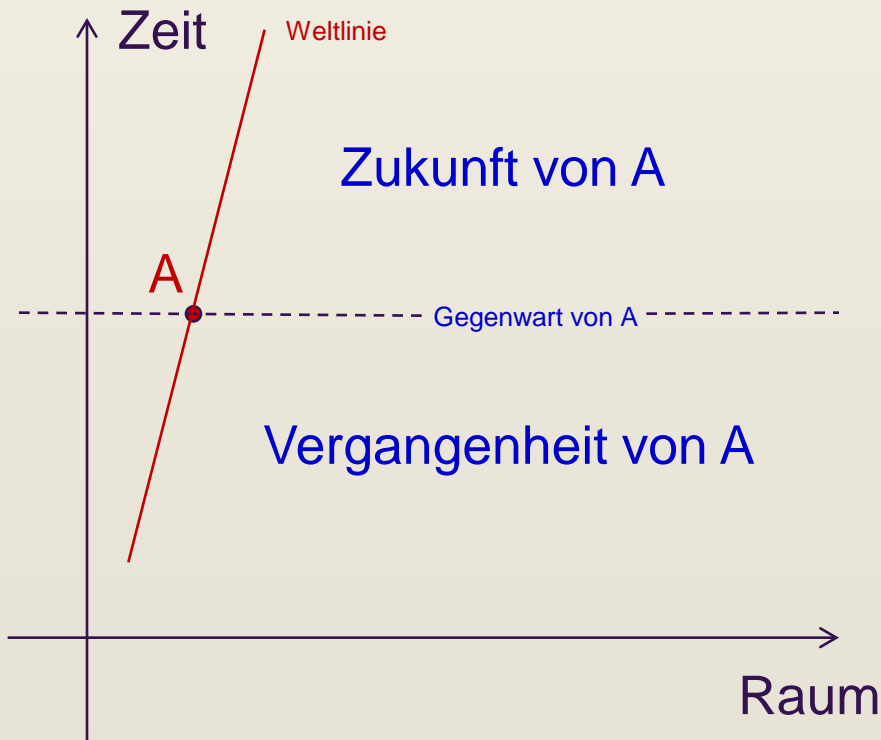 Zeit
Weltlinie
Zukunft von A
A
Gegenwart von A
Vergangenheit von A
Raum